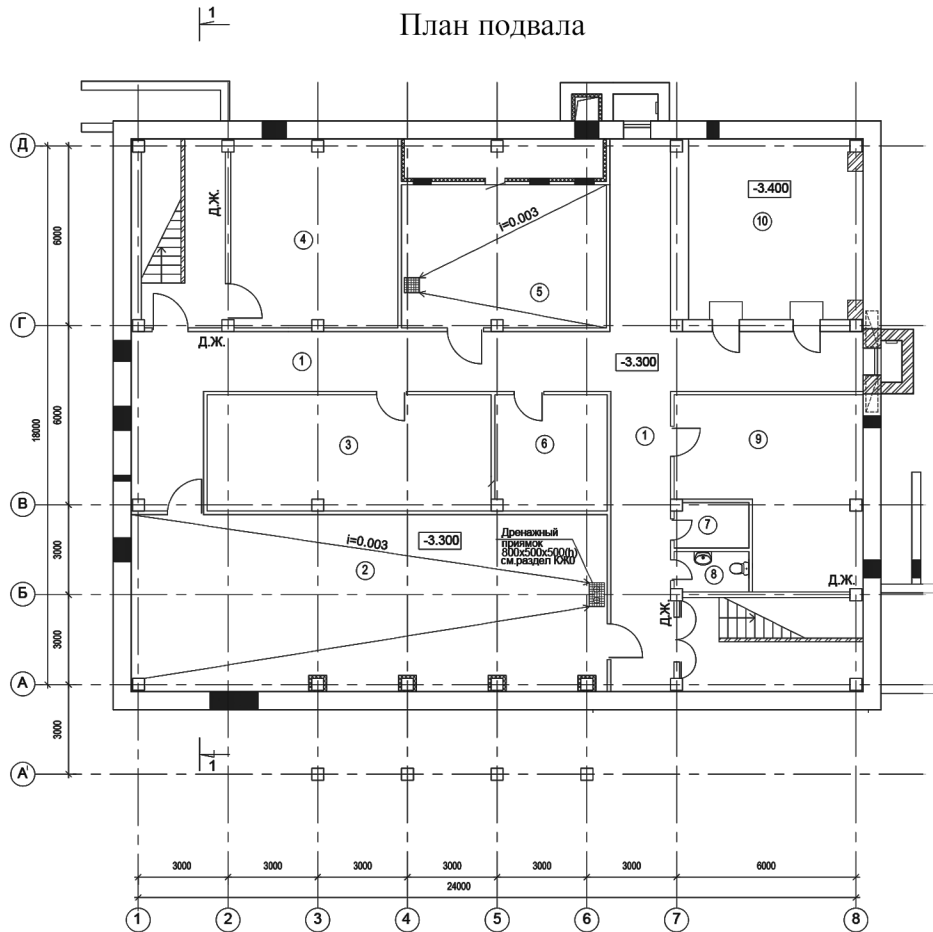 1
План подвала
Д
-3.400
10
Д.Ж.
4
i=0.003
5
6000
Г
Д.Ж.
1
-3.300
18000
6000
3
6
1
9
В
Дренажный
приямок
800х500х500(h)
см.раздел КЖ0
7
i=0.003
-3.300
2
3000
8
Д.Ж.
Б
Д.Ж.
3000
А
3000
1
А'
3000
3000
3000
3000
3000
3000
6000
24000
1
2
3
4
5
6
7
8